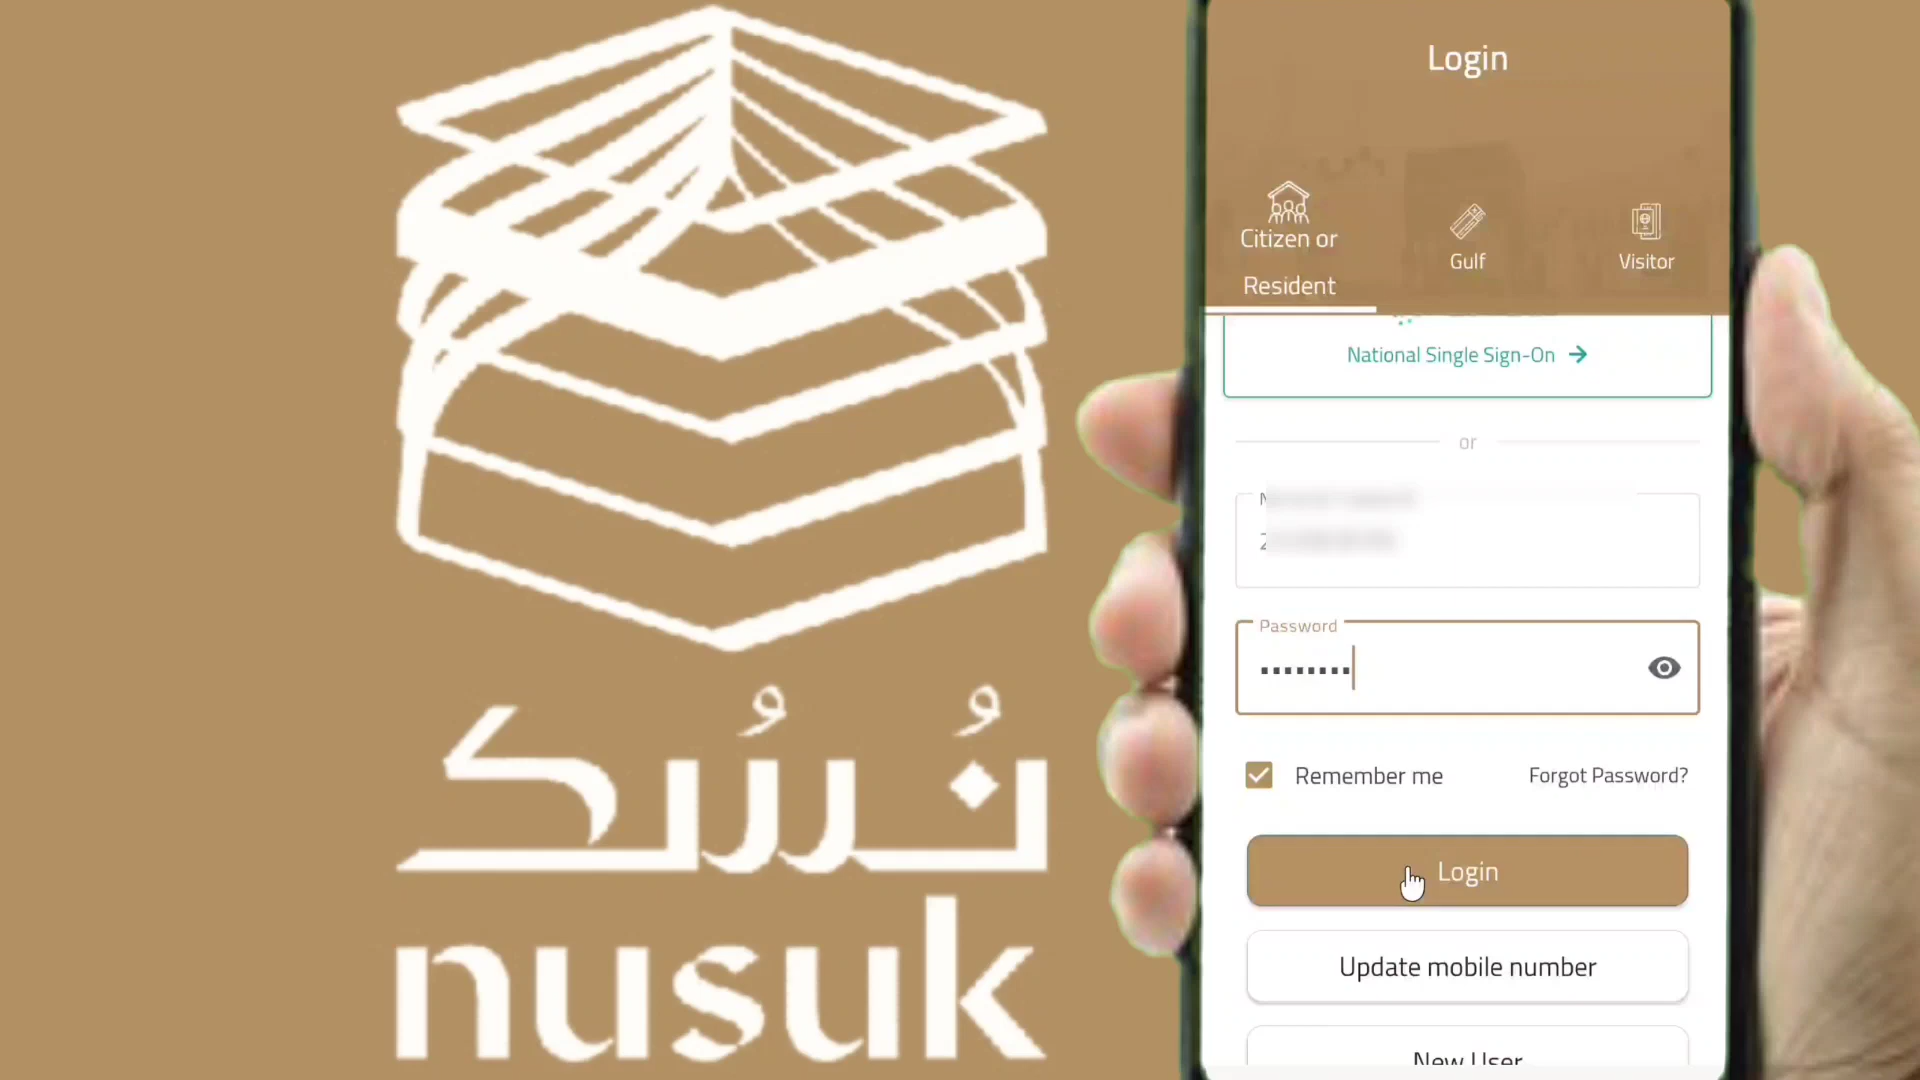 نُسُك
nusuk
Login
Citizen or
Resident
Gulf
Visitor
National Single Sign-On
or
Password
Remember me
Forgot Password?
Login
Update mobile number
New User